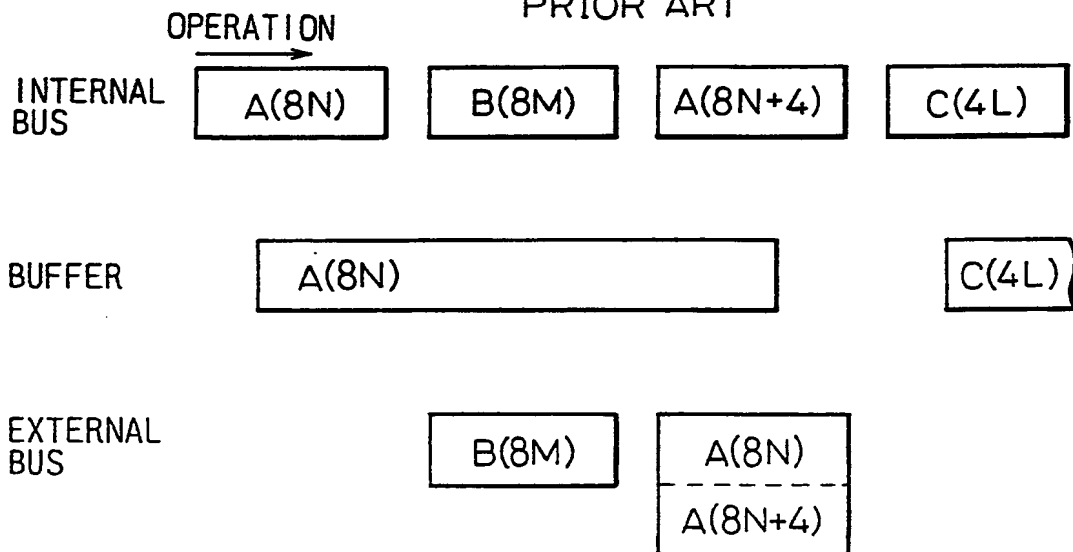 PRIOR ART
OPERATION
INTERNAL BUS
A(8N)
B(8M)
A(8N+4)
C(4L)
BUFFER
A(8N)
C(4L)
EXTERNAL BUS
B(8M)
A(8N)
A(8N+4)